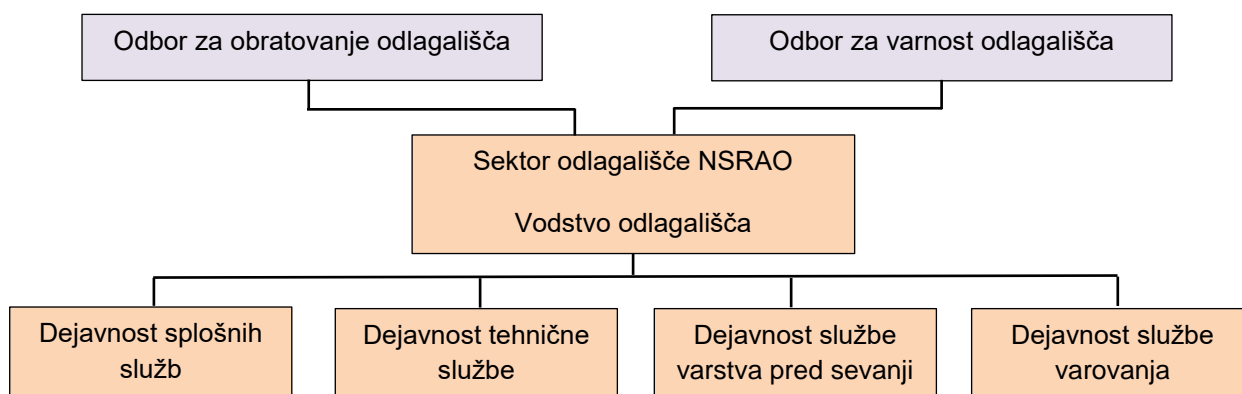 Odbor za obratovanje odlagališča
Odbor za varnost odlagališča
Sektor odlagališče NSRAO
Vodstvo odlagališča
Dejavnost splošnih
služb
Dejavnost tehnične
službe
Dejavnost službe
varstva pred sevanji
Dejavnost službe
varovanja